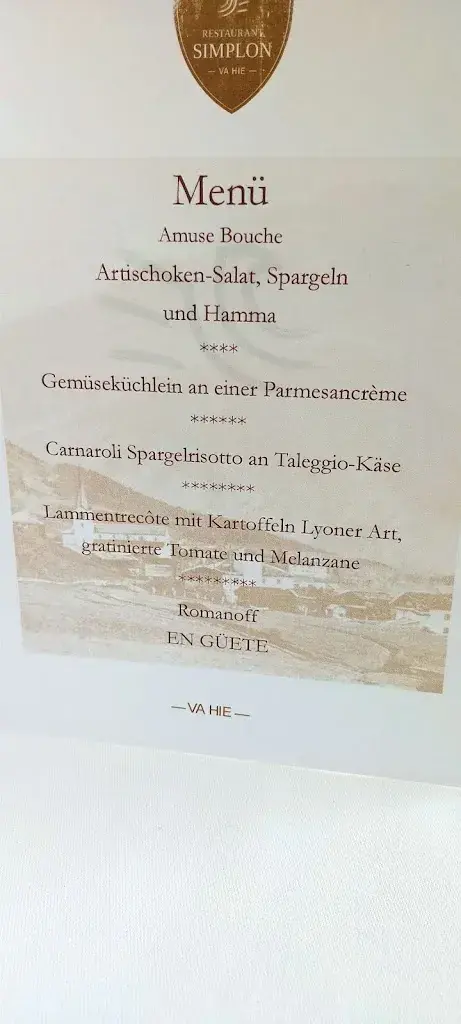 RESTAURANT
SIMPLON
— VA HIE —
Menü
Amuse Bouche
Artischoken-Salat, Spargeln
und Hamma
****
Gemüseküchlein an einer Parmesancrème
******
Carnaroli Spargelrisotto an Taleggio-Käse
********
Lammentrecôte mit Kartoffeln Lyoner Art,
gratinierte Tomate und Melanzane
*********
Romanoff
EN GÜETE
—VA HIE—